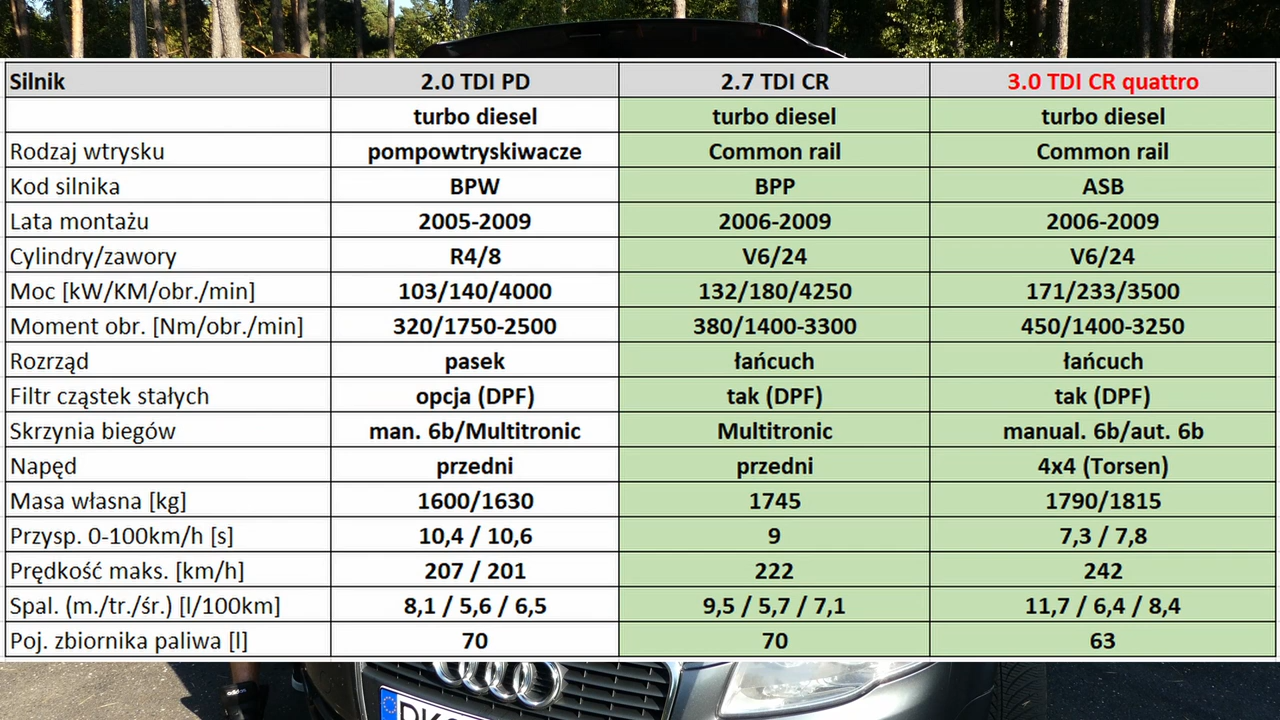 Silnik 2.0 TDI PD 2.7 TDI CR 3.0 TDI CR quattro
turbo diesel turbo diesel turbo diesel
Rodzaj wtrysku pompowtryskiwacze Common rail Common rail
Kod silnika BPW BPP ASB
Lata montażu 2005-2009 2006-2009 2006-2009
Cylindry/zawory R4/8 V6/24 V6/24
Moc [kW/KM/obr./min] 103/140/4000 132/180/4250 171/233/3500
Moment obr. [Nm/obr./min] 320/1750-2500 380/1400-3300 450/1400-3250
Rozrząd pasek łańcuch łańcuch
Filtr cząstek stałych opcja (DPF) tak (DPF) tak (DPF)
Skrzynia biegów man. 6b/Multitronic Multitronic manual. 6b/aut. 6b
Napęd przedni przedni 4x4 (Torsen)
Masa własna [kg] 1600/1630 1745 1790/1815
Przysp. 0-100km/h [s] 10,4 / 10,6 9 7,3 / 7,8
Prędkość maks. [km/h] 207 / 201 222 242
Spal. (m./tr./śr.) [l/100km] 8,1 / 5,6 / 6,5 9,5 / 5,7 / 7,1 11,7 / 6,4 / 8,4
Poj. zbiornika paliwa [l] 70 70 63